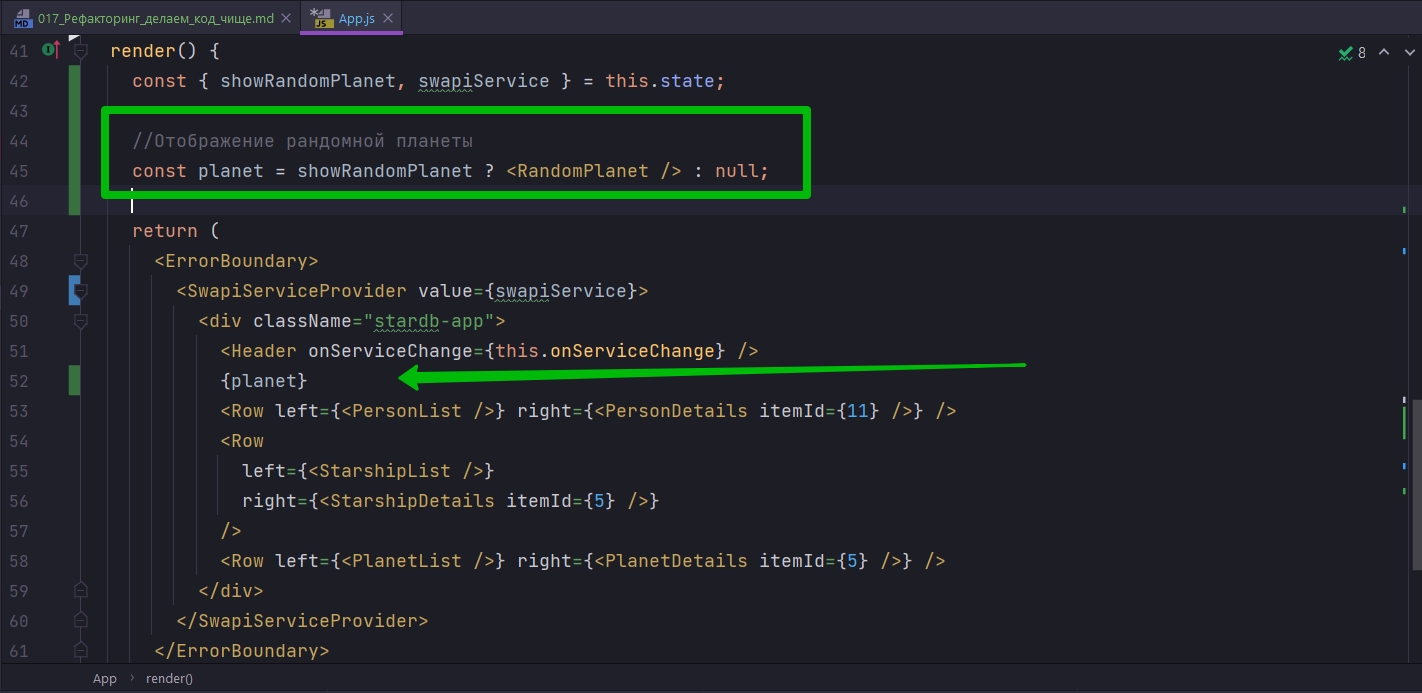 MD 017_Рефакторинг_делаем_код_чище.md JS App.js
8
41 render() {
42 const { showRandomPlanet, swapiService } = this.state;
43
44 //Отображение рандомной планеты
45 const planet = showRandomPlanet ? <RandomPlanet /> : null;
46
47 return (
48 <ErrorBoundary>
49 <SwapiServiceProvider value={swapiService}>
50 <div className="stardb-app">
51 <Header onServiceChange={this.onServiceChange} />
52 {planet}
53 <Row left={<PersonList />} right={<PersonDetails itemId={11} />} />
54 <Row
55 left={<StarshipList />}
56 right={<StarshipDetails itemId={5} />}
57 />
58 <Row left={<PlanetList />} right={<PlanetDetails itemId={5} />} />
59 </div>
60 </SwapiServiceProvider>
61 </ErrorBoundary>
App › render()